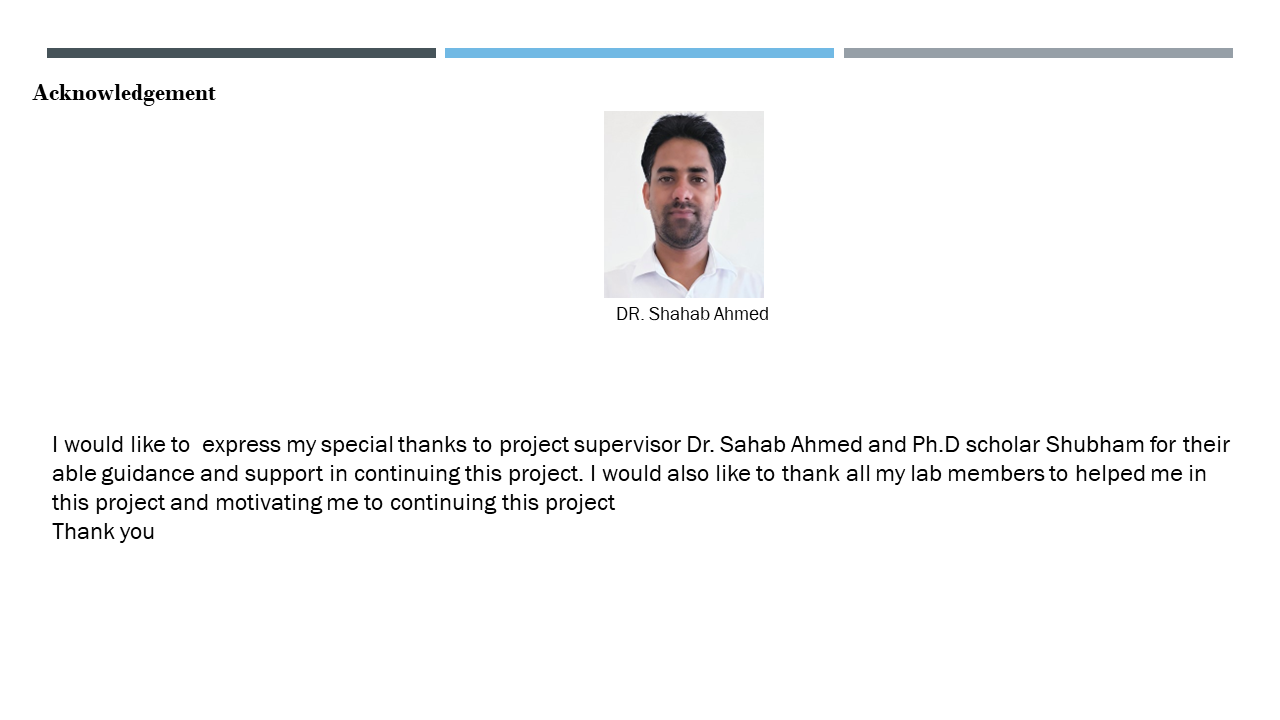 Acknowledgement
DR. Shahab Ahmed
I would like to  express my special thanks to project supervisor Dr. Sahab Ahmed and Ph.D scholar Shubham for their
able guidance and support in continuing this project. I would also like to thank all my lab members to helped me in
this project and motivating me to continuing this project
Thank you